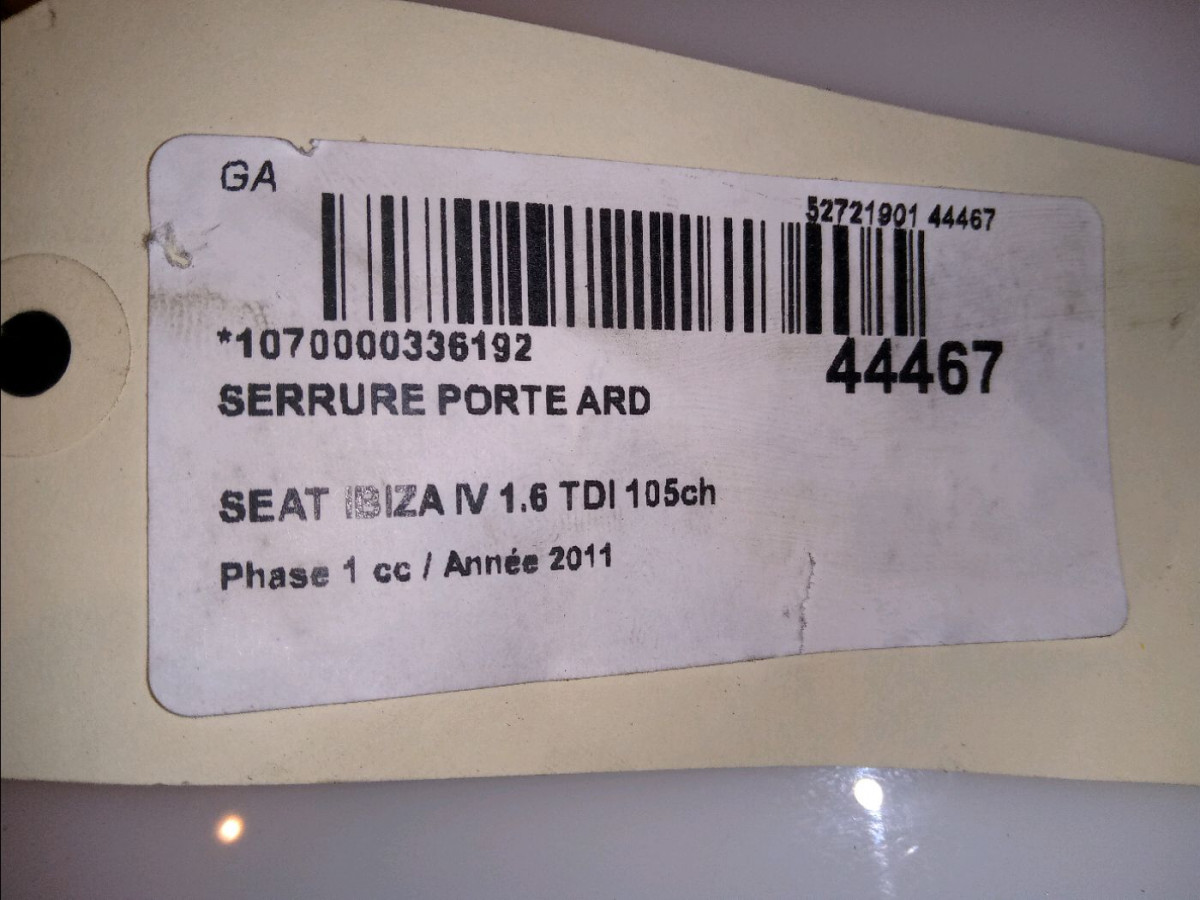 GA
52721901 44467
*1070000336192
44467
SERRURE PORTE ARD
SEAT IBIZA IV 1.6 TDI 105ch
Phase 1 cc / Année 2011